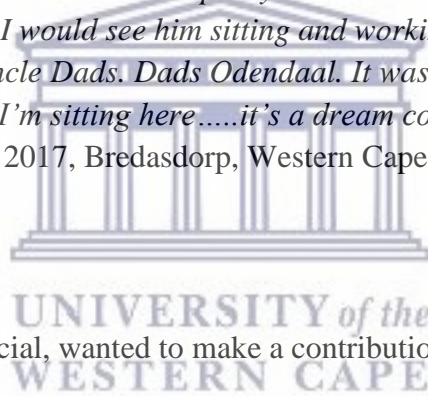 I would see him sitting and workin
ncle Dads. Dads Odendaal. It was
I’m sitting here…..it’s a dream co
2017, Bredasdorp, Western Cape
UNIVERSITY of the
cial, wanted to make a contributio
WESTERN CAPE